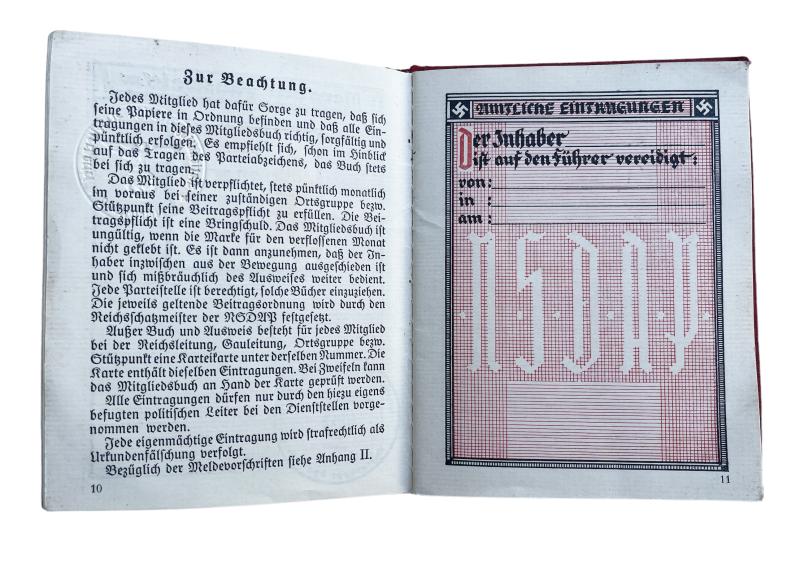 Zur Beachtung.
Jedes Mitglied hat dafür Sorge zu tragen, daß sich
seine Papiere in Ordnung befinden und daß alle Ein-
tragungen in dieses Mitgliedsbuch richtig, sorgfältig und
pünktlich erfolgen. Es empfiehlt sich, schon im Hinblick
auf das Tragen des Parteiabzeichens, das Buch stets
bei sich zu tragen.
Das Mitglied ist verpflichtet, stets pünktlich monatlich
im voraus bei seiner zuständigen Ortsgruppe bezw.
Stützpunkt seine Beitragspflicht zu erfüllen. Die Bei-
tragspflicht ist eine Bringschuld. Das Mitgliedsbuch ist
ungültig, wenn die Marke für den verflossenen Monat
nicht geklebt ist. Es ist dann anzunehmen, daß der In-
haber inzwischen aus der Bewegung ausgeschieden ist
und sich mißbräuchlich des Ausweises weiter bedient.
Jede Parteistelle ist berechtigt, solche Bücher einzuziehen.
Die jeweils geltende Beitragsordnung wird durch den
Reichsschatzmeister der NSDAP festgesetzt.
Außer Buch und Ausweis besteht für jedes Mitglied
bei der Reichsleitung, Gauleitung, Ortsgruppe bezw.
Stützpunkt eine Karteikarte unter derselben Nummer. Die
Karte enthält dieselben Eintragungen. Bei Zweifeln kann
das Mitgliedsbuch an Hand der Karte geprüft werden.
Alle Eintragungen dürfen nur durch den hiezu eigens
befugten politischen Leiter bei den Dienststellen vorge-
nommen werden.
Jede eigenmächtige Eintragung wird strafrechtlich als
Urkundenfälschung verfolgt.
Bezüglich der Meldevorschriften siehe Anhang II.
10
AMTLICHE EINTRAGUNGEN
Der Inhaber
ist auf den Führer vereidigt:
von:
in :
am :
N.S.D.A.P.
11